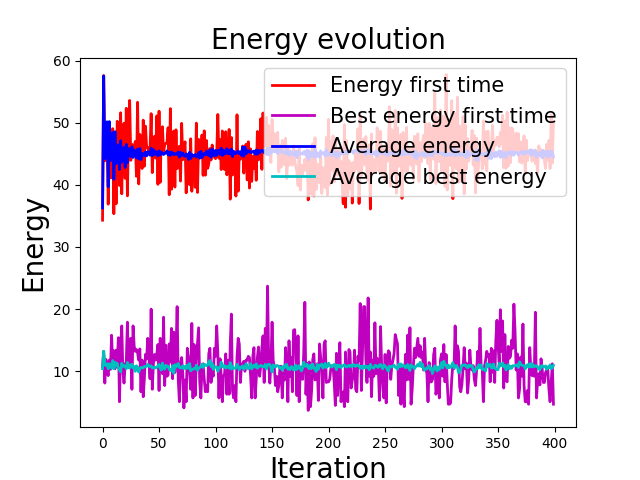 Energy evolution
Energy
60
50
40
30
20
10
Energy first time
Best energy first time
Average energy
Average best energy
0 50 100 150 200 250 300 350 400
Iteration